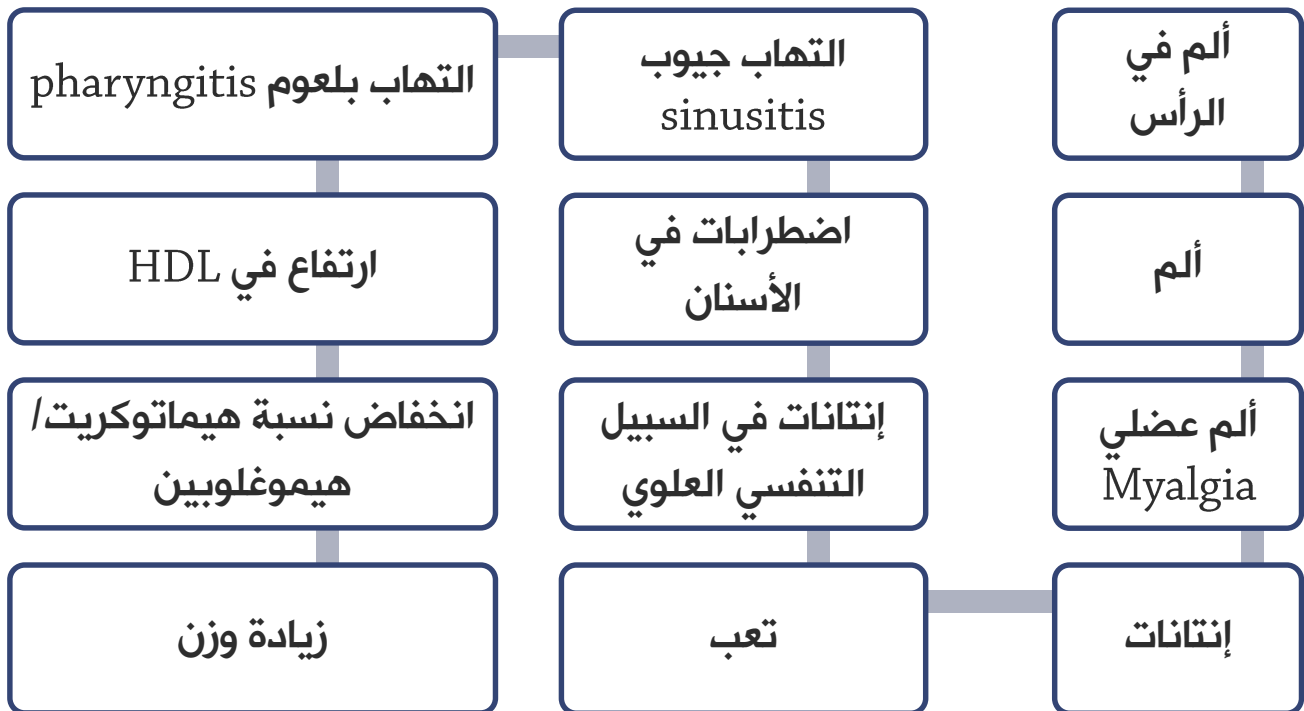 ألم في
الرأس
ألم
ألم عضلي
Myalgia
إنتانات
تعب
إنتانات في السبيل
التنفسي العلوي
اضطرابات في
الأسنان
التهاب جيوب
sinusitis
التهاب بلعوم pharyngitis
ارتفاع في HDL
انخفاض نسبة هيماتوكريت/
هيموغلوبين
زيادة وزن